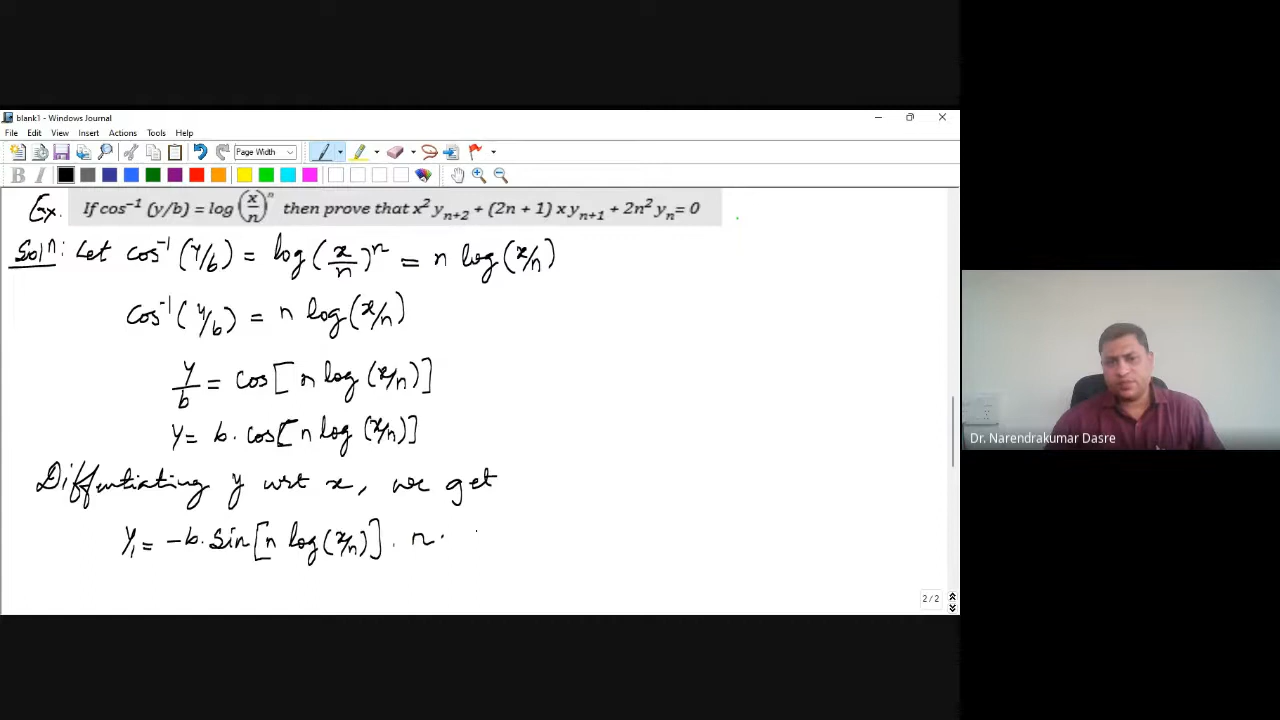 blank1 - Windows Journal
File Edit View Insert Actions Tools Help
Page Width
B I
Ex. If cos⁻¹ (y/b) = log (x/n)ⁿ then prove that x² yₙ₊₂ + (2n + 1) x yₙ₊₁ + 2n² yₙ = 0
Solⁿ: Let cos⁻¹(y/b) = log(x/n)ⁿ = n log(x/n)
cos⁻¹(y/b) = n log(x/n)
y/b = cos[n log(x/n)]
y = b. cos[n log(x/n)]
Diffentiating y wrt x, we get
y₁ = -b. sin[n log(x/n)] . n.
2 / 2
Dr. Narendrakumar Dasre